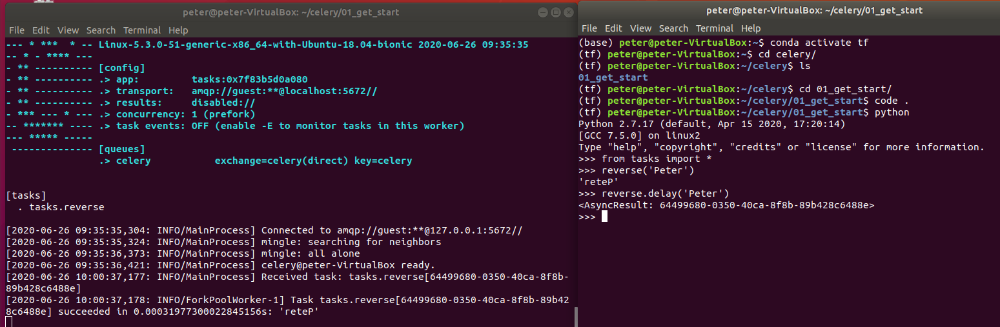 peter@peter-VirtualBox: ~/celery/01_get_start
File Edit View Search Terminal Help
--- * ***  * -- Linux-5.3.0-51-generic-x86_64-with-Ubuntu-18.04-bionic 2020-06-26 09:35:35
-- * - **** ---
- ** ---------- [config]
- ** ---------- .> app:         tasks:0x7f83b5d0a080
- ** ---------- .> transport:   amqp://guest:**@localhost:5672//
- ** ---------- .> results:     disabled://
- *** --- * --- .> concurrency: 1 (prefork)
-- ******* ---- .> task events: OFF (enable -E to monitor tasks in this worker)
--- ***** -----
 -------------- [queues]
                .> celery           exchange=celery(direct) key=celery
[tasks]
  . tasks.reverse
[2020-06-26 09:35:35,304: INFO/MainProcess] Connected to amqp://guest:**@127.0.0.1:5672//
[2020-06-26 09:35:35,324: INFO/MainProcess] mingle: searching for neighbors
[2020-06-26 09:35:36,373: INFO/MainProcess] mingle: all alone
[2020-06-26 09:35:36,421: INFO/MainProcess] celery@peter-VirtualBox ready.
[2020-06-26 10:00:37,177: INFO/MainProcess] Received task: tasks.reverse[64499680-0350-40ca-8f8b-
89b428c6488e]
[2020-06-26 10:00:37,178: INFO/ForkPoolWorker-1] Task tasks.reverse[64499680-0350-40ca-8f8b-89b42
8c6488e] succeeded in 0.00031977300022845156s: 'reteP'
peter@peter-VirtualBox: ~/celery/01_get_start
File Edit View Search Terminal Help
(base) peter@peter-VirtualBox:~$ conda activate tf
(tf) peter@peter-VirtualBox:~$ cd celery/
(tf) peter@peter-VirtualBox:~/celery$ ls
01_get_start
(tf) peter@peter-VirtualBox:~/celery$ cd 01_get_start/
(tf) peter@peter-VirtualBox:~/celery/01_get_start$ code .
(tf) peter@peter-VirtualBox:~/celery/01_get_start$ python
Python 2.7.17 (default, Apr 15 2020, 17:20:14)
[GCC 7.5.0] on linux2
Type "help", "copyright", "credits" or "license" for more information.
>>> from tasks import *
>>> reverse('Peter')
'reteP'
>>> reverse.delay('Peter')
<AsyncResult: 64499680-0350-40ca-8f8b-89b428c6488e>
>>>